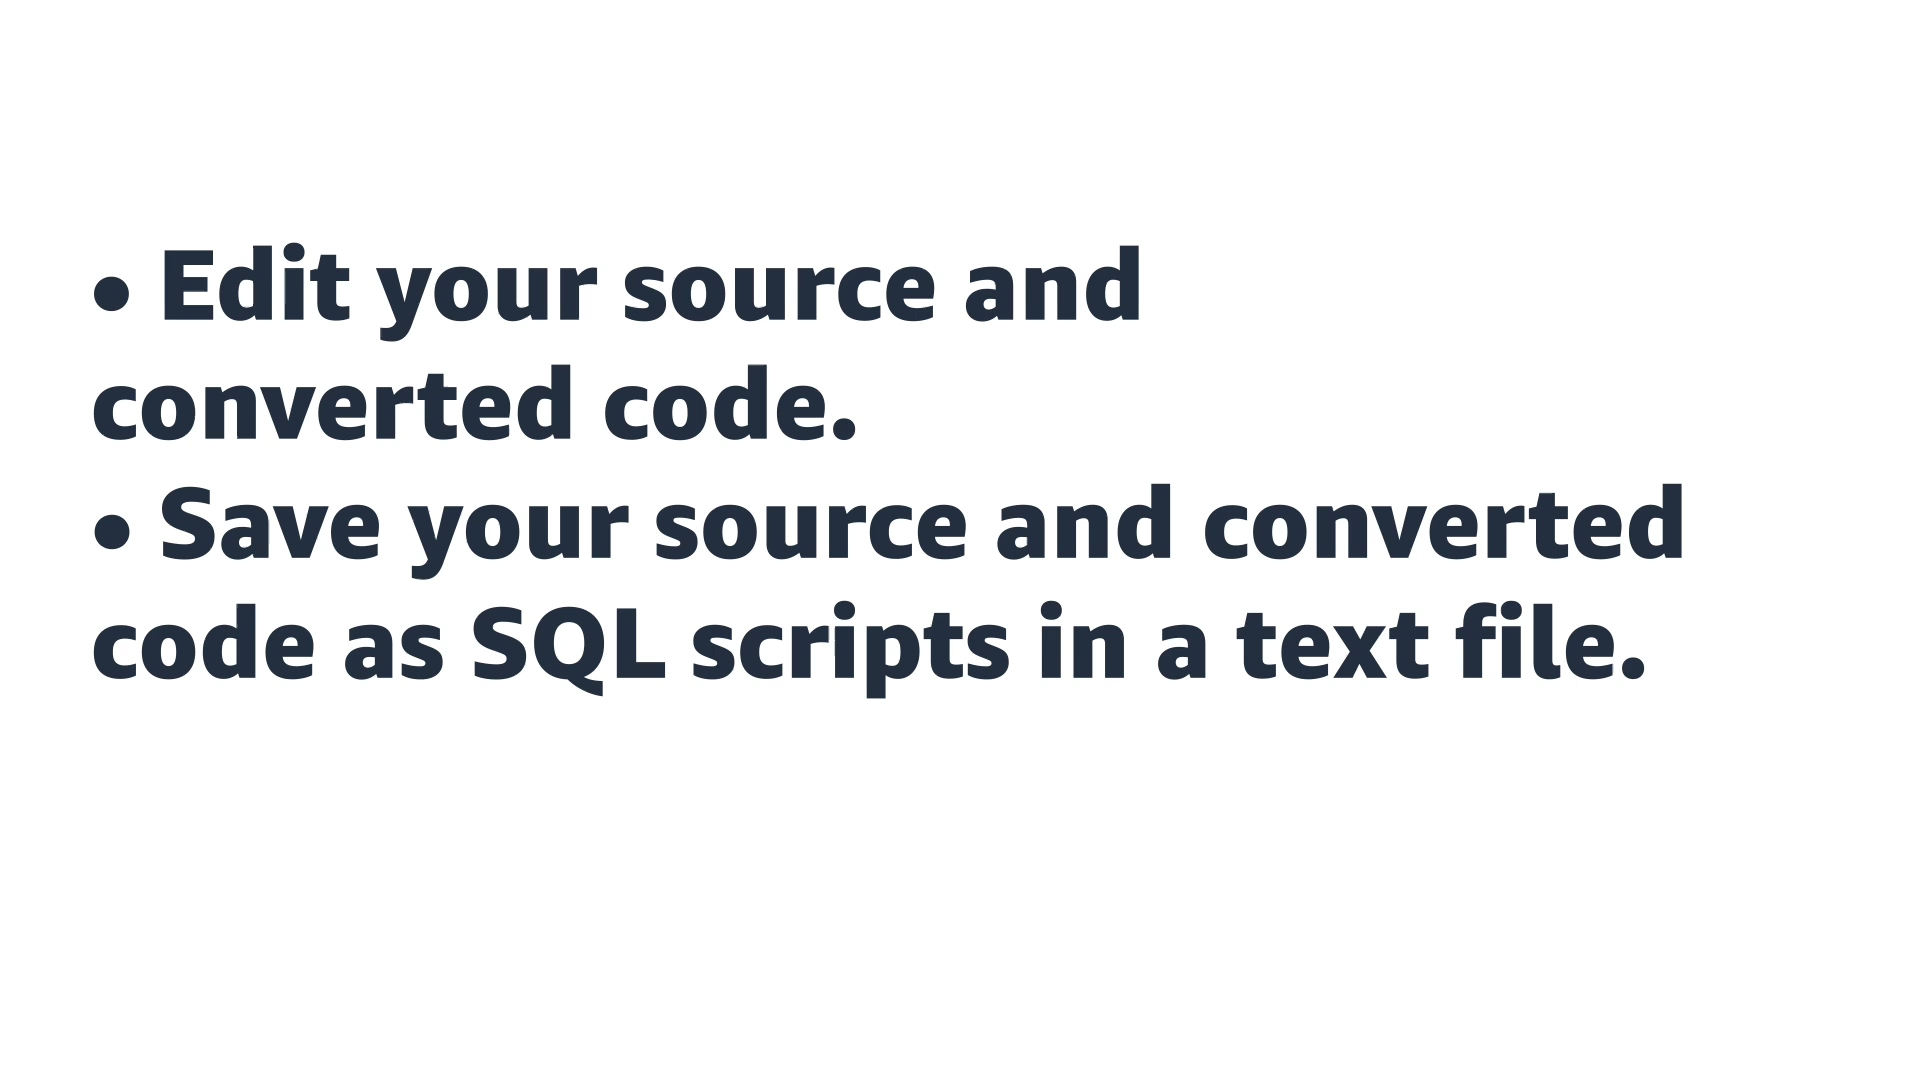 • Edit your source and
converted code.
• Save your source and converted
code as SQL scripts in a text file.